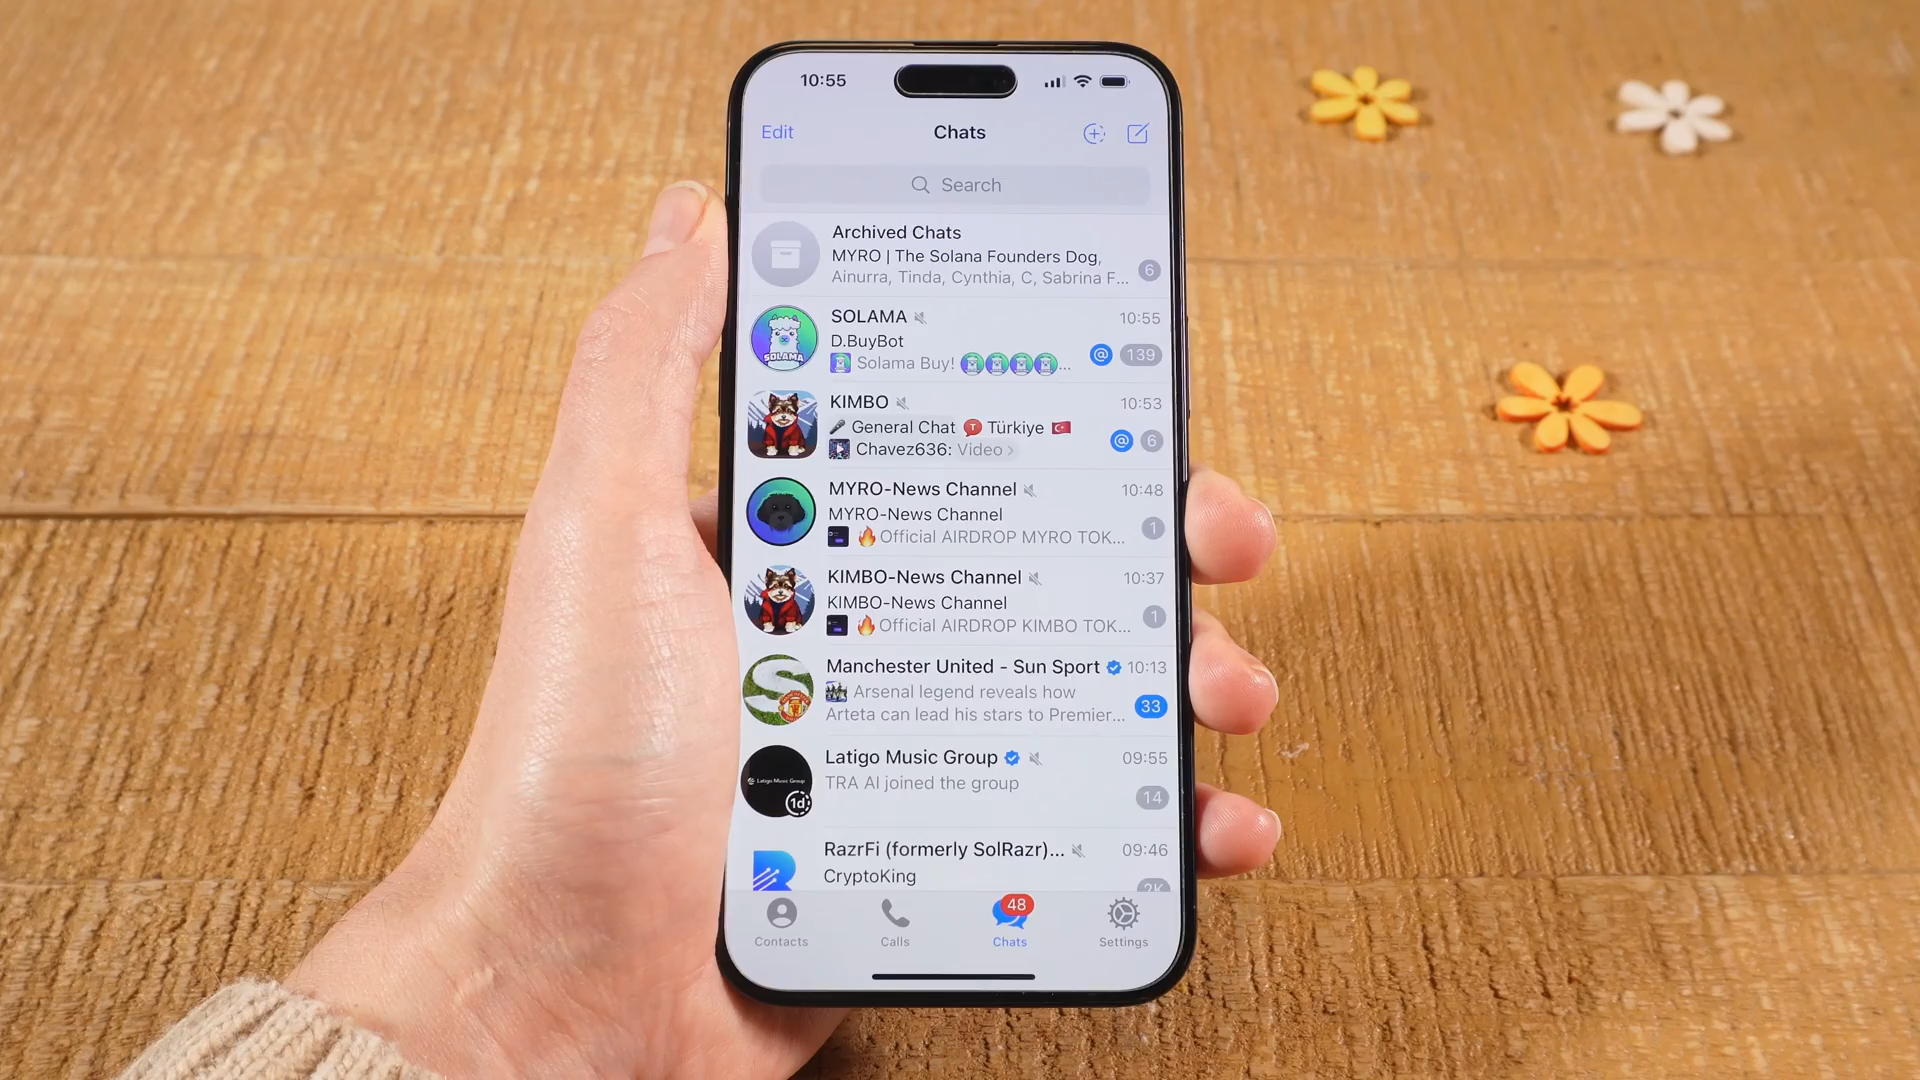 10:55
Edit
Chats
Search
Archived Chats
MYRO | The Solana Founders Dog,
Ainurra, Tinda, Cynthia, C, Sabrina F...
6
SOLAMA
10:55
D.BuyBot
Solama Buy! ...
@ 139
SOLAMA
KIMBO
10:53
General Chat T Türkiye
Chavez636: Video >
@ 6
MYRO-News Channel
10:48
MYRO-News Channel
🔥Official AIRDROP MYRO TOK...
1
KIMBO-News Channel
10:37
KIMBO-News Channel
🔥Official AIRDROP KIMBO TOK...
1
Manchester United - Sun Sport
10:13
Arsenal legend reveals how
Arteta can lead his stars to Premier...
33
Latigo Music Group
09:55
TRA AI joined the group
14
Latigo Music Group
1d
RazrFi (formerly SolRazr)...
09:46
CryptoKing
2K
48
Contacts
Calls
Chats
Settings